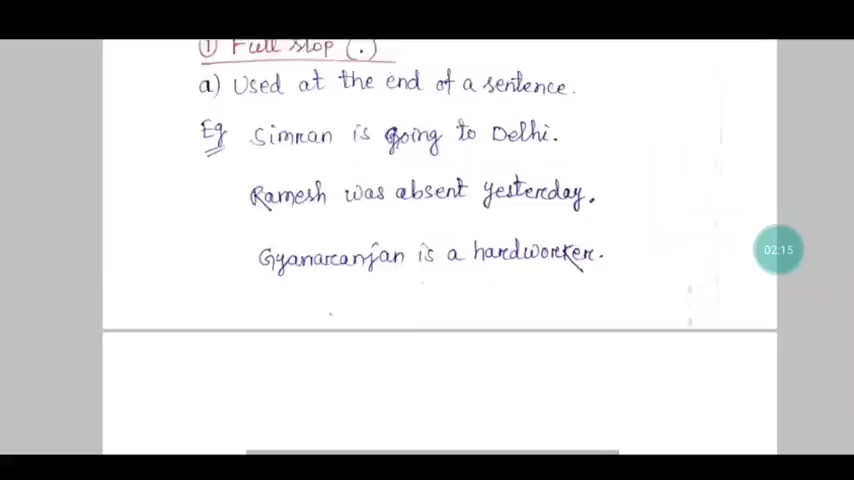 ① Full stop (.)
a) Used at the end of a sentence.
Eg Simran is going to Delhi.
Ramesh was absent yesterday.
Gyanaranjan is a hardworker.
02:15